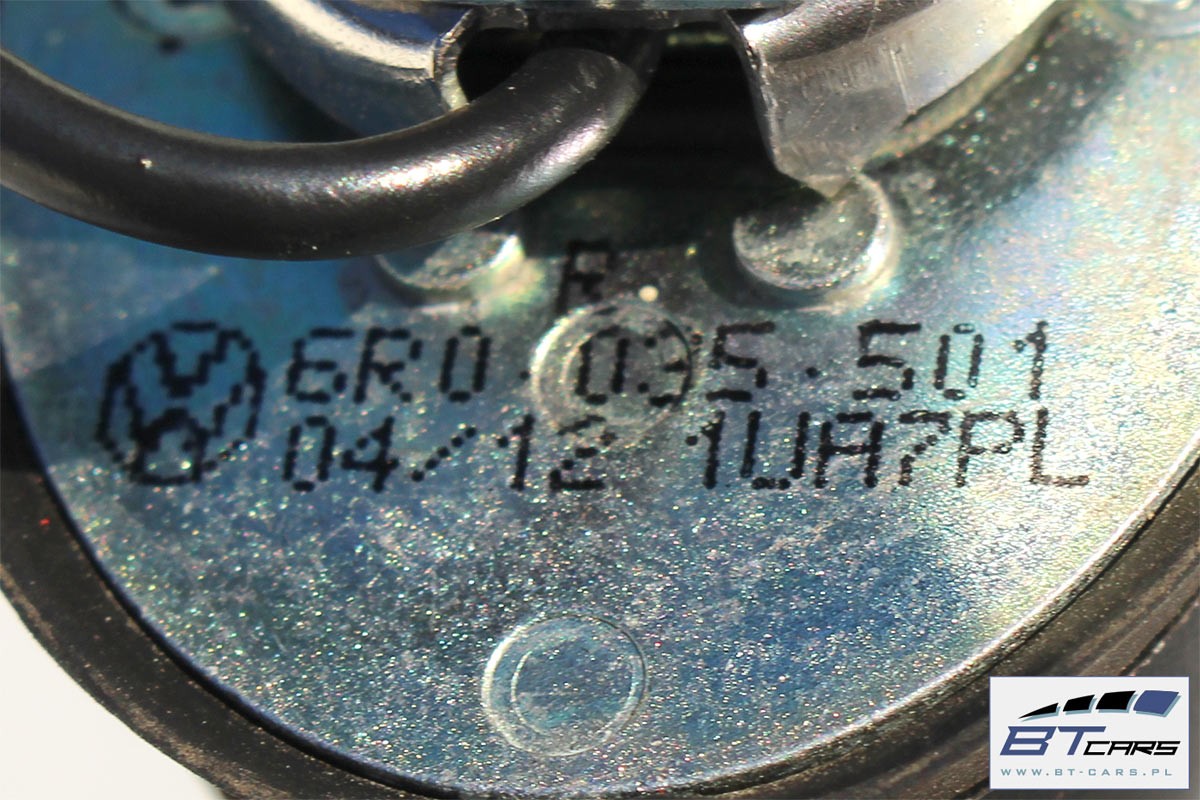 R
6R0.035.501
04/12 1UA7PL
BTCARS
WWW.BT-CARS.PL